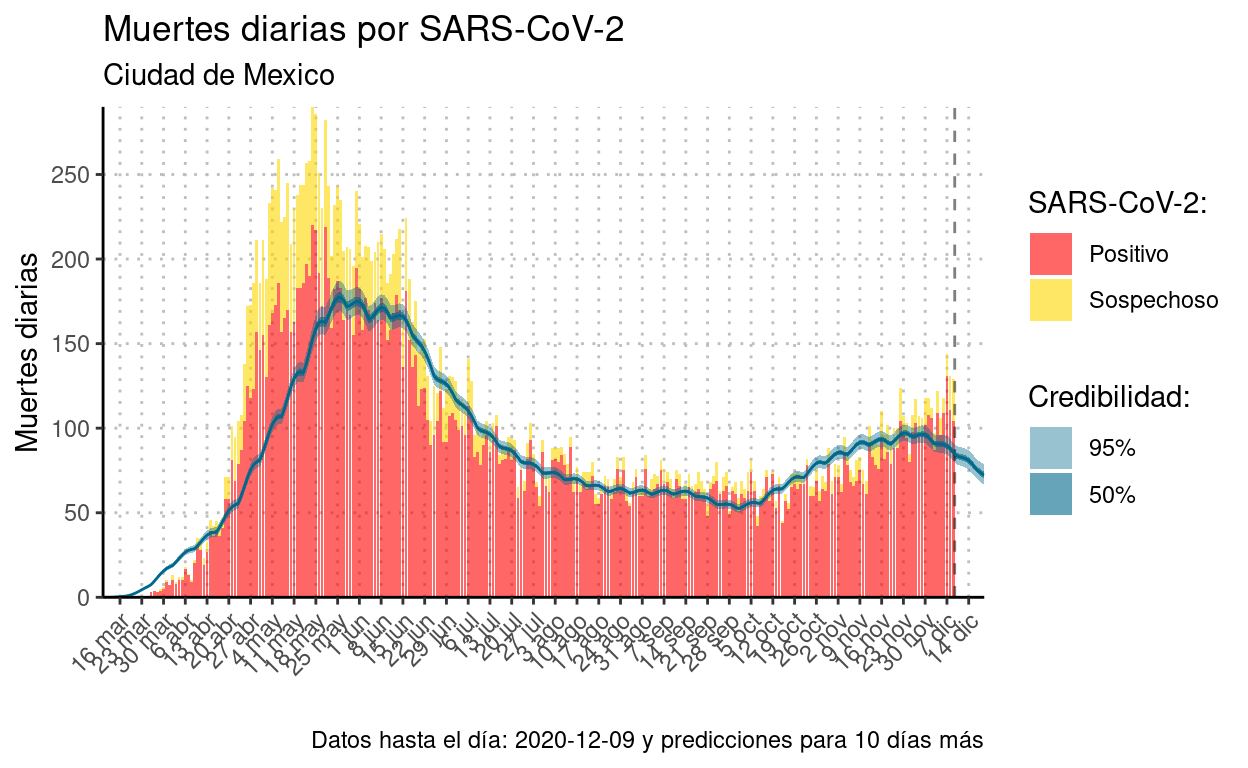 Muertes diarias por SARS-CoV-2
Ciudad de Mexico
Muertes diarias
250
200
150
100
50
0
16 mar
23 mar
30 mar
6 abr
13 abr
20 abr
27 abr
4 may
11 may
18 may
25 may
1 jun
8 jun
15 jun
22 jun
29 jun
6 jul
13 jul
20 jul
27 jul
3 ago
10 ago
17 ago
24 ago
31 ago
7 sep
14 sep
21 sep
28 sep
5 oct
12 oct
19 oct
26 oct
2 nov
9 nov
16 nov
23 nov
30 nov
7 dic
14 dic
SARS-CoV-2:
Positivo
Sospechoso
Credibilidad:
95%
50%
Datos hasta el día: 2020-12-09 y predicciones para 10 días más